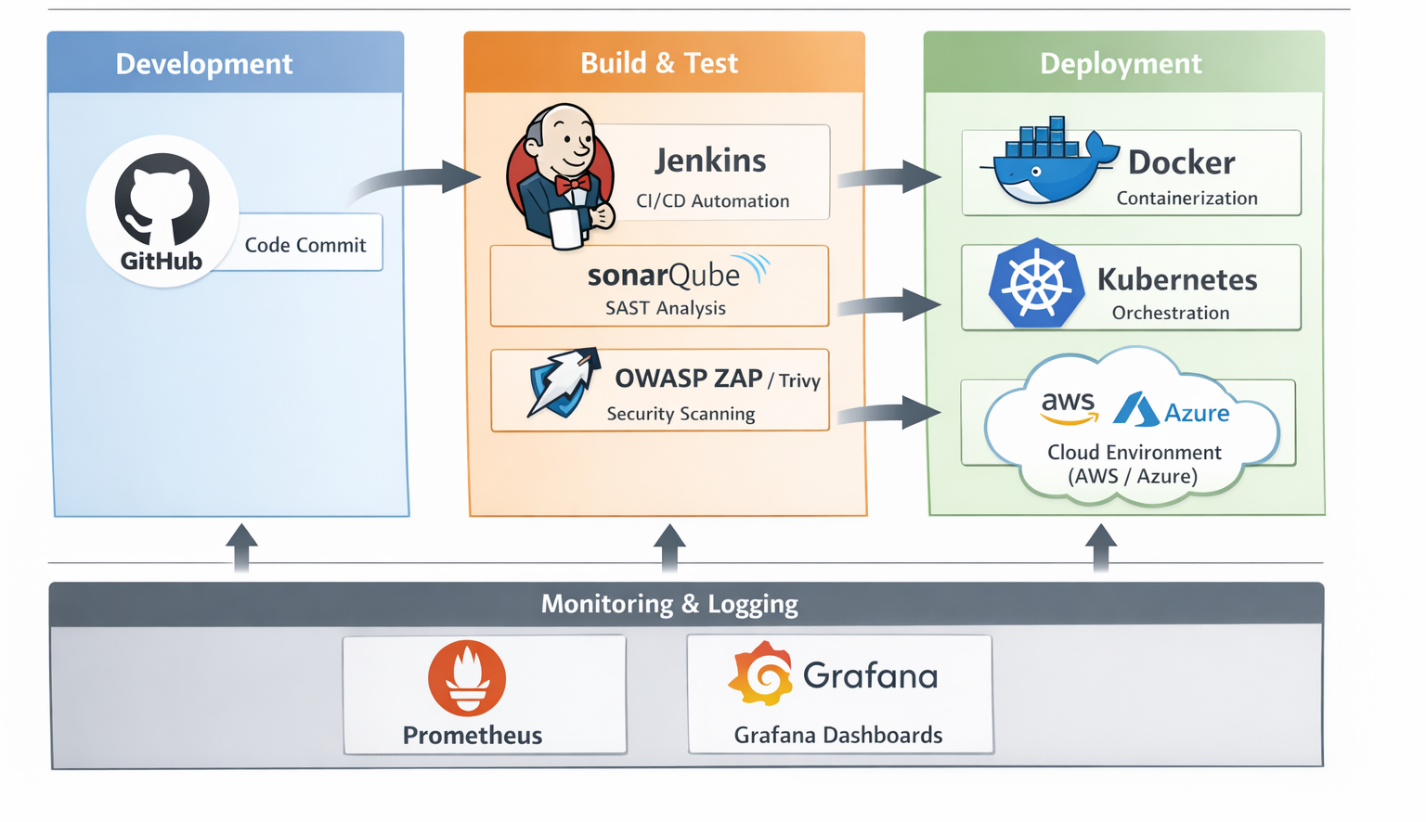 Development
Build & Test
Deployment
GitHub
Code Commit
Jenkins
CI/CD Automation
sonarQube
SAST Analysis
OWASP ZAP / Trivy
Security Scanning
Docker
Containerization
Kubernetes
Orchestration
aws Azure
Cloud Environment
(AWS / Azure)
Monitoring & Logging
Prometheus
Grafana
Grafana Dashboards